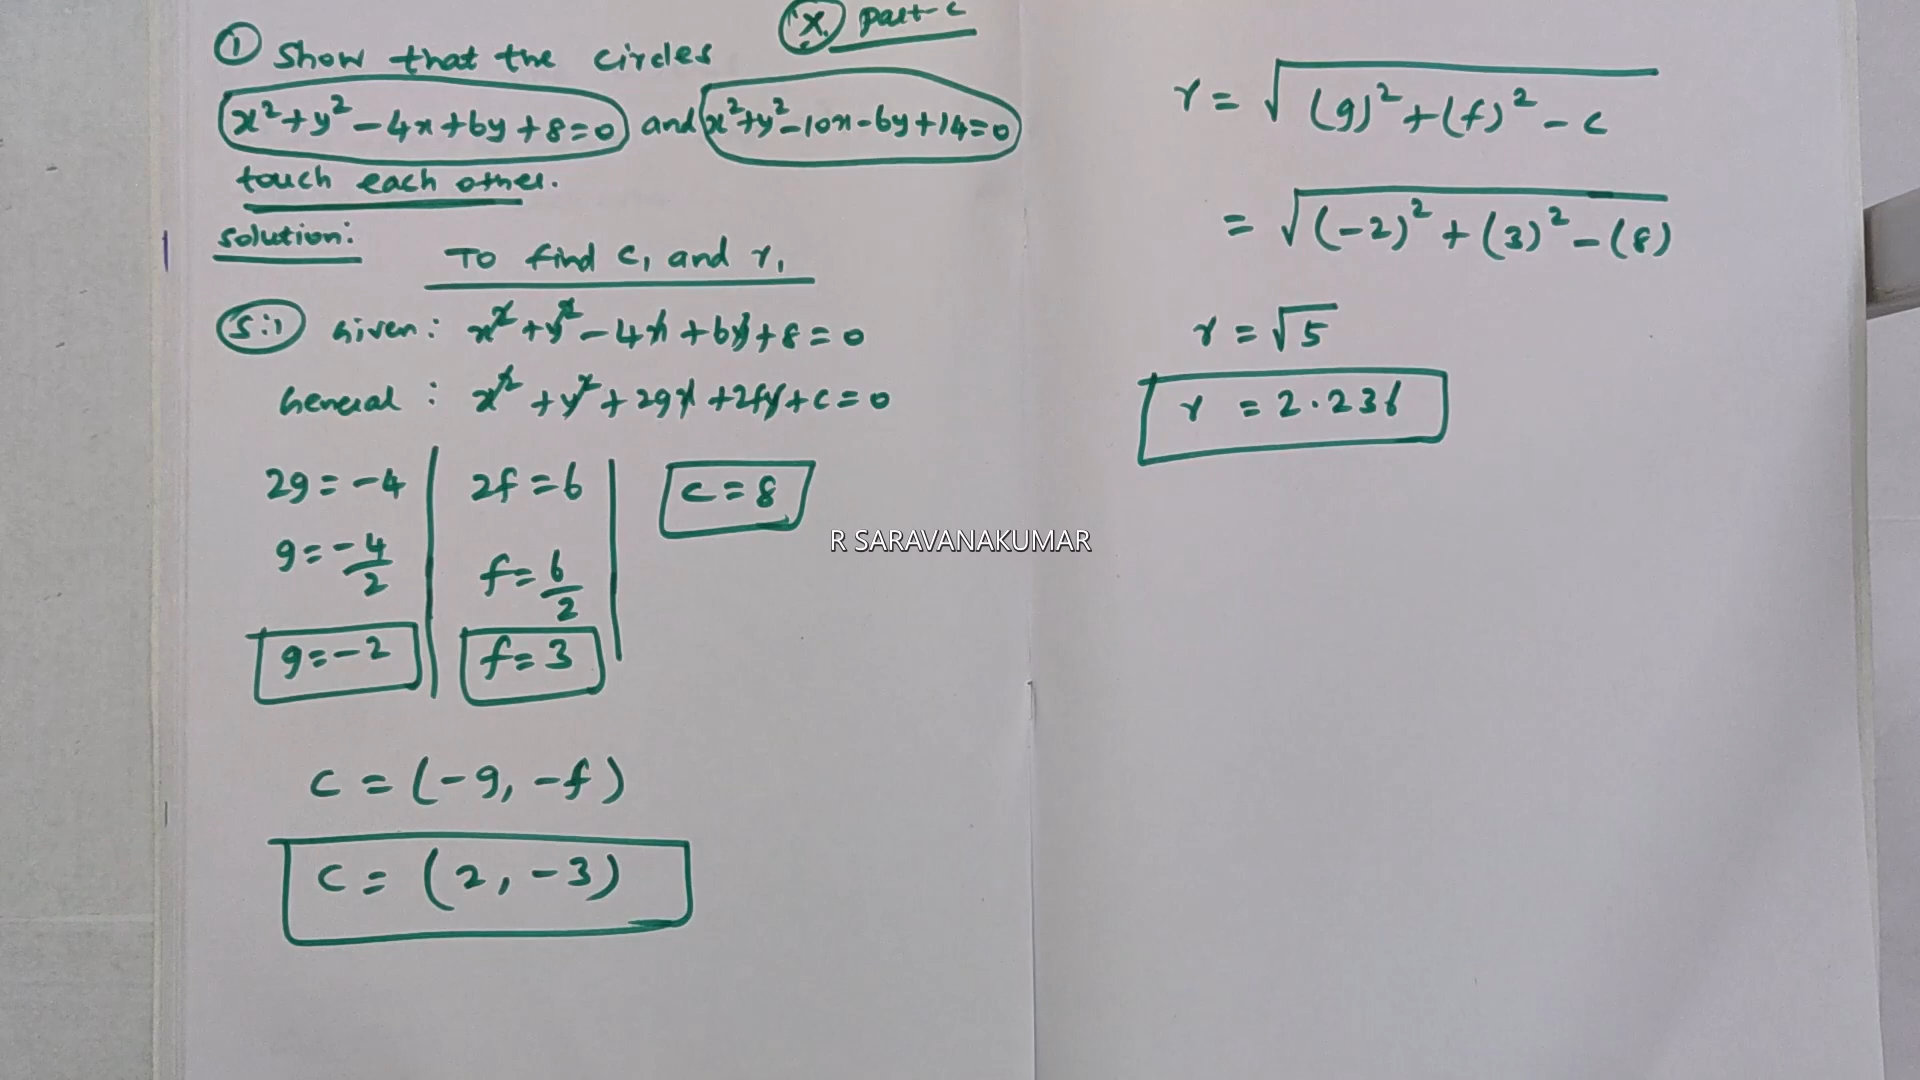 (X) part-c
① Show that the circles
x²+y²-4x+6y+8=0 and x²+y²-10x-6y+14=0
touch each other.
Solution:
To find c₁ and r₁
S:1 Given: x²+y²-4x+6y+8=0
General: x²+y²+2gx+2fy+c=0
2g=-4 | 2f=6 | c=8
g=-4/2 | f=6/2
g=-2 | f=3
c=(-g,-f)
c=(2,-3)
r=√(g)²+(f)²-c
=√(-2)²+(3)²-(8)
r=√5
r=2.236
R SARAVANAKUMAR